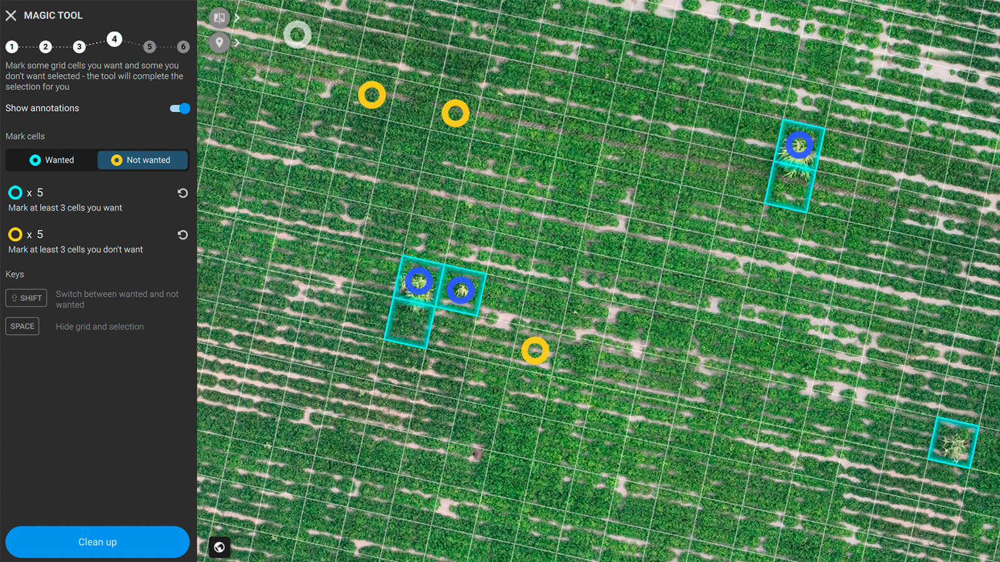 MAGIC TOOL
1 2 3 4 5 6
Mark some grid cells you want and some you
don't want selected - the tool will complete the
selection for you
Show annotations
Mark cells
Wanted Not wanted
x 5
Mark at least 3 cells you want
x 5
Mark at least 3 cells you don't want
Keys
SHIFT Switch between wanted and not
wanted
SPACE Hide grid and selection
Clean up